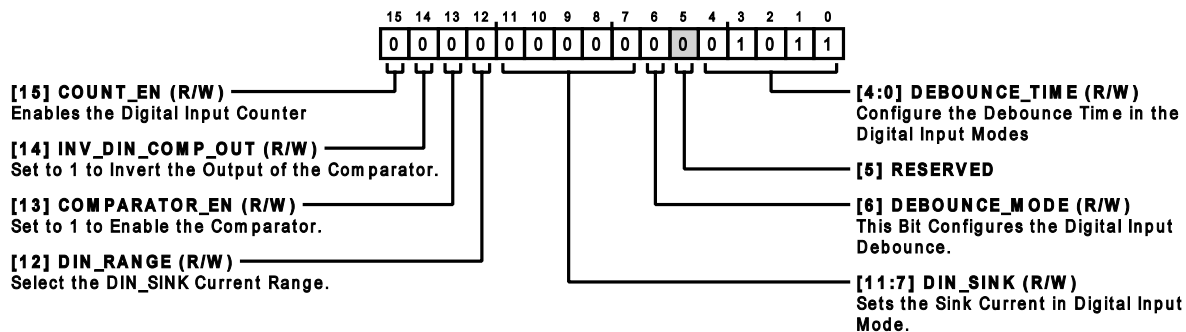 15 14 13 12 11 10 9 8 7 6 5 4 3 2 1 0
0 0 0 0 0 0 0 0 0 0 0 0 1 0 1 1
[15] COUNT_EN (R/W)
Enables the Digital Input Counter
[14] INV_DIN_COMP_OUT (R/W)
Set to 1 to Invert the Output of the Comparator.
[13] COMPARATOR_EN (R/W)
Set to 1 to Enable the Comparator.
[12] DIN_RANGE (R/W)
Select the DIN_SINK Current Range.
[4:0] DEBOUNCE_TIME (R/W)
Configure the Debounce Time in the
Digital Input Modes
[5] RESERVED
[6] DEBOUNCE_MODE (R/W)
This Bit Configures the Digital Input
Debounce.
[11:7] DIN_SINK (R/W)
Sets the Sink Current in Digital Input
Mode.